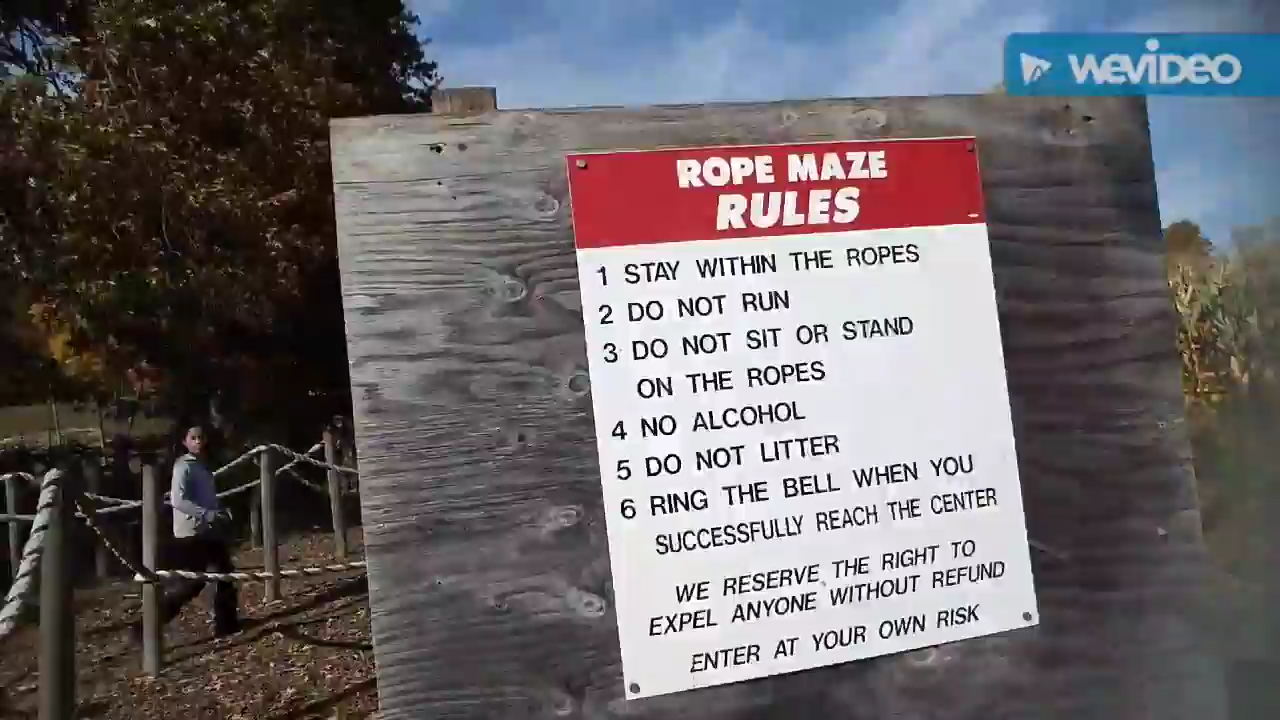 WEVIDEO
ROPE MAZE
RULES
1 STAY WITHIN THE ROPES
2 DO NOT RUN
3 DO NOT SIT OR STAND
ON THE ROPES
4 NO ALCOHOL
5 DO NOT LITTER
6 RING THE BELL WHEN YOU
SUCCESSFULLY REACH THE CENTER
WE RESERVE THE RIGHT TO
EXPEL ANYONE WITHOUT REFUND
ENTER AT YOUR OWN RISK